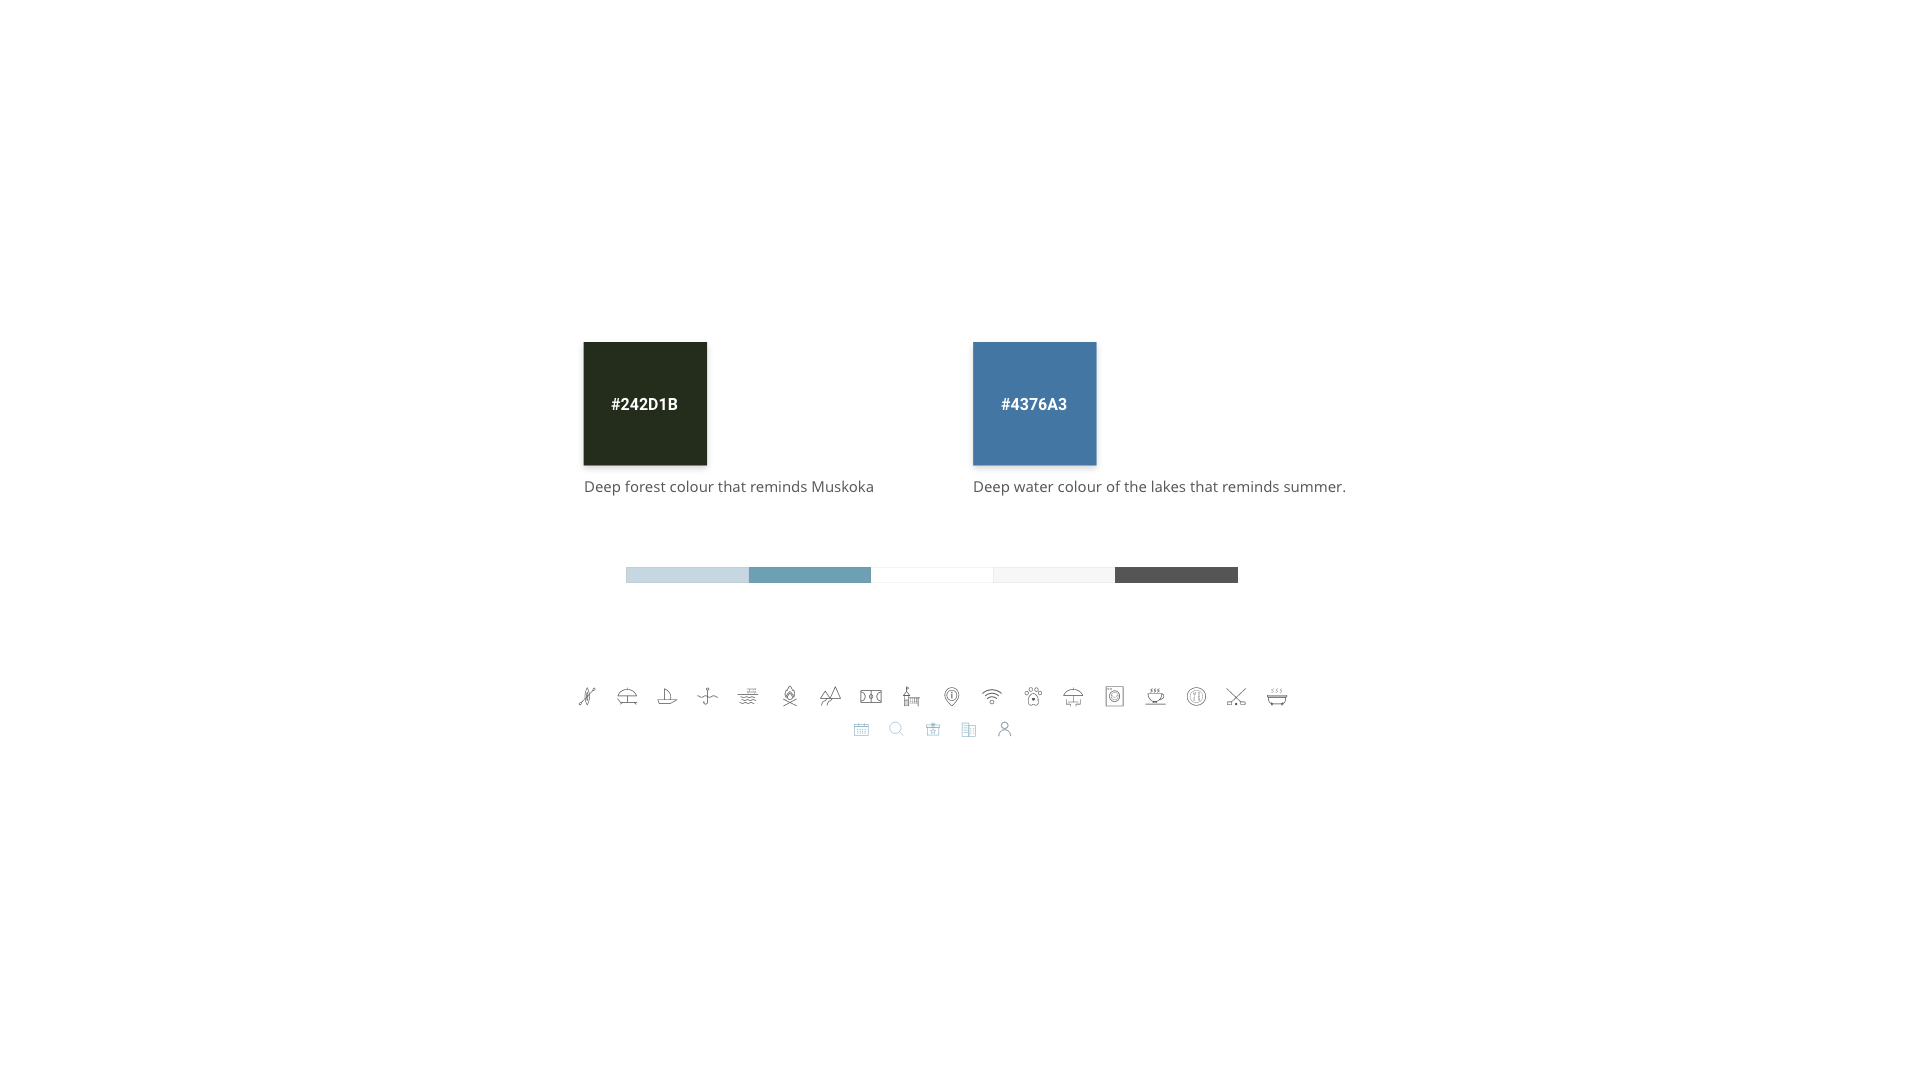 #242D1B
#4376A3
Deep forest colour that reminds Muskoka
Deep water colour of the lakes that reminds summer.